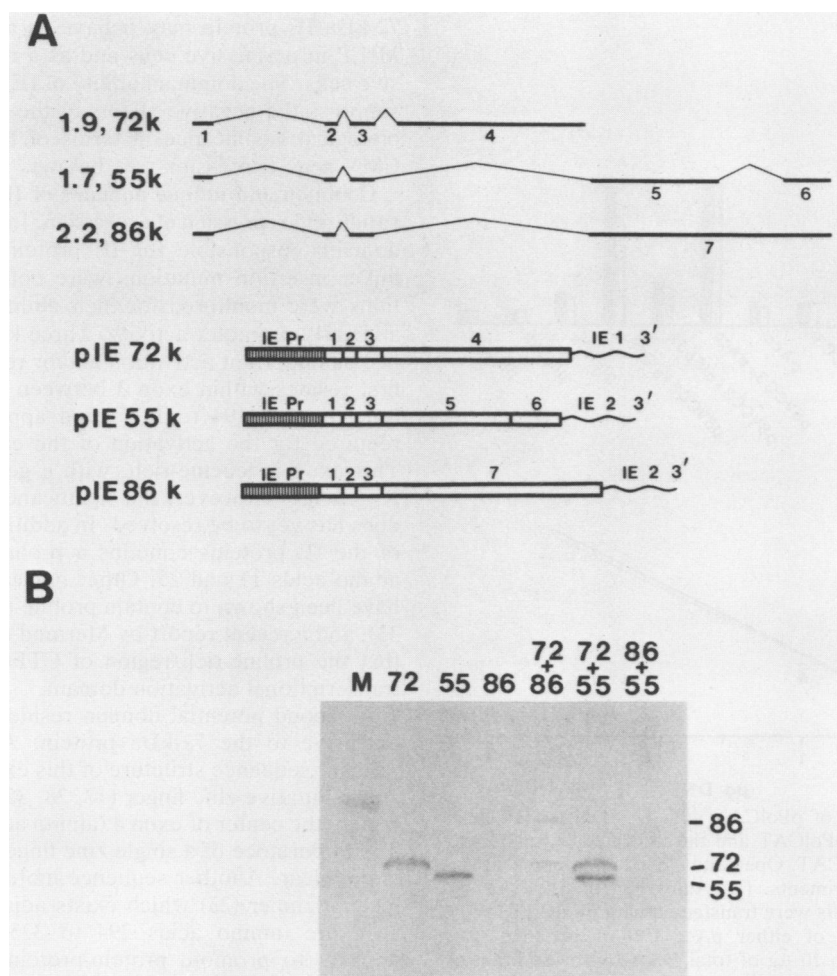 A
1.9, 72k
1 2 3 4
1.7, 55k
5 6
2.2, 86k
7
pIE 72 k IE Pr 1 2 3 4 IE 1 3′
pIE 55 k IE Pr 1 2 3 5 6 IE 2 3′
pIE 86 k IE Pr 1 2 3 7 IE 2 3′
B
M 72 55 86 72+86 72+55 86+55
86
72
55